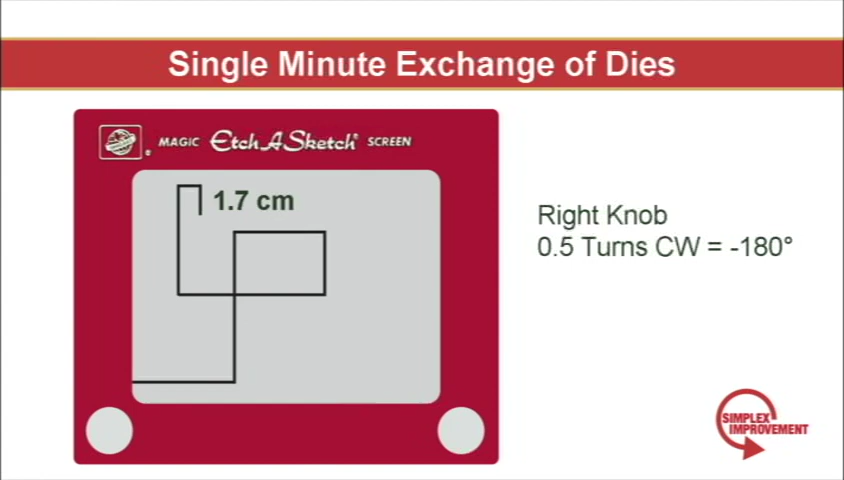 Single Minute Exchange of Dies
MAGIC Etch A Sketch® SCREEN
1.7 cm
Right Knob
0.5 Turns CW = -180°
SIMPLEX
IMPROVEMENT